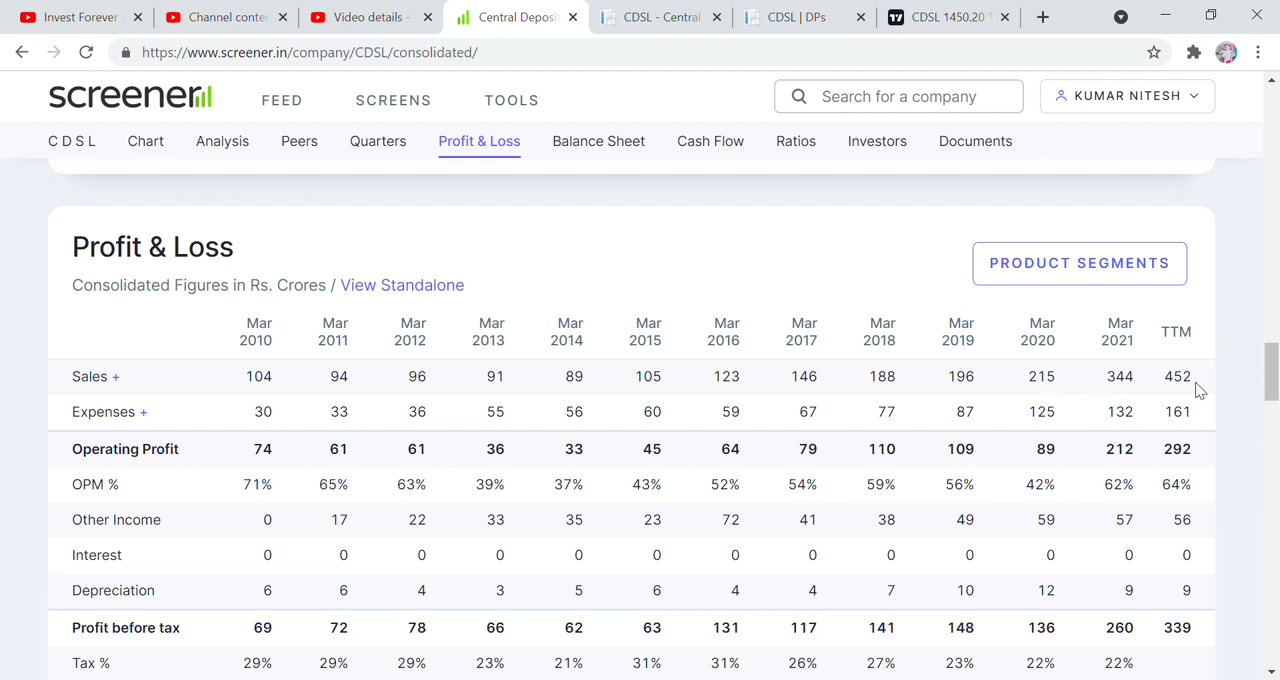 Invest Forever
Channel conter
Video details -
Central Deposi
CDSL - Central
CDSL | DPs
CDSL 1450.20
https://www.screener.in/company/CDSL/consolidated/
screener
FEED SCREENS TOOLS
Search for a company
KUMAR NITESH
C D S L Chart Analysis Peers Quarters Profit & Loss Balance Sheet Cash Flow Ratios Investors Documents
Profit & Loss
PRODUCT SEGMENTS
Consolidated Figures in Rs. Crores / View Standalone
Mar 2010 Mar 2011 Mar 2012 Mar 2013 Mar 2014 Mar 2015 Mar 2016 Mar 2017 Mar 2018 Mar 2019 Mar 2020 Mar 2021 TTM
Sales + 104 94 96 91 89 105 123 146 188 196 215 344 452
Expenses + 30 33 36 55 56 60 59 67 77 87 125 132 161
Operating Profit 74 61 61 36 33 45 64 79 110 109 89 212 292
OPM % 71% 65% 63% 39% 37% 43% 52% 54% 59% 56% 42% 62% 64%
Other Income 0 17 22 33 35 23 72 41 38 49 59 57 56
Interest 0 0 0 0 0 0 0 0 0 0 0 0 0
Depreciation 6 6 4 3 5 6 4 4 7 10 12 9 9
Profit before tax 69 72 78 66 62 63 131 117 141 148 136 260 339
Tax % 29% 29% 29% 23% 21% 31% 31% 26% 27% 23% 22% 22%